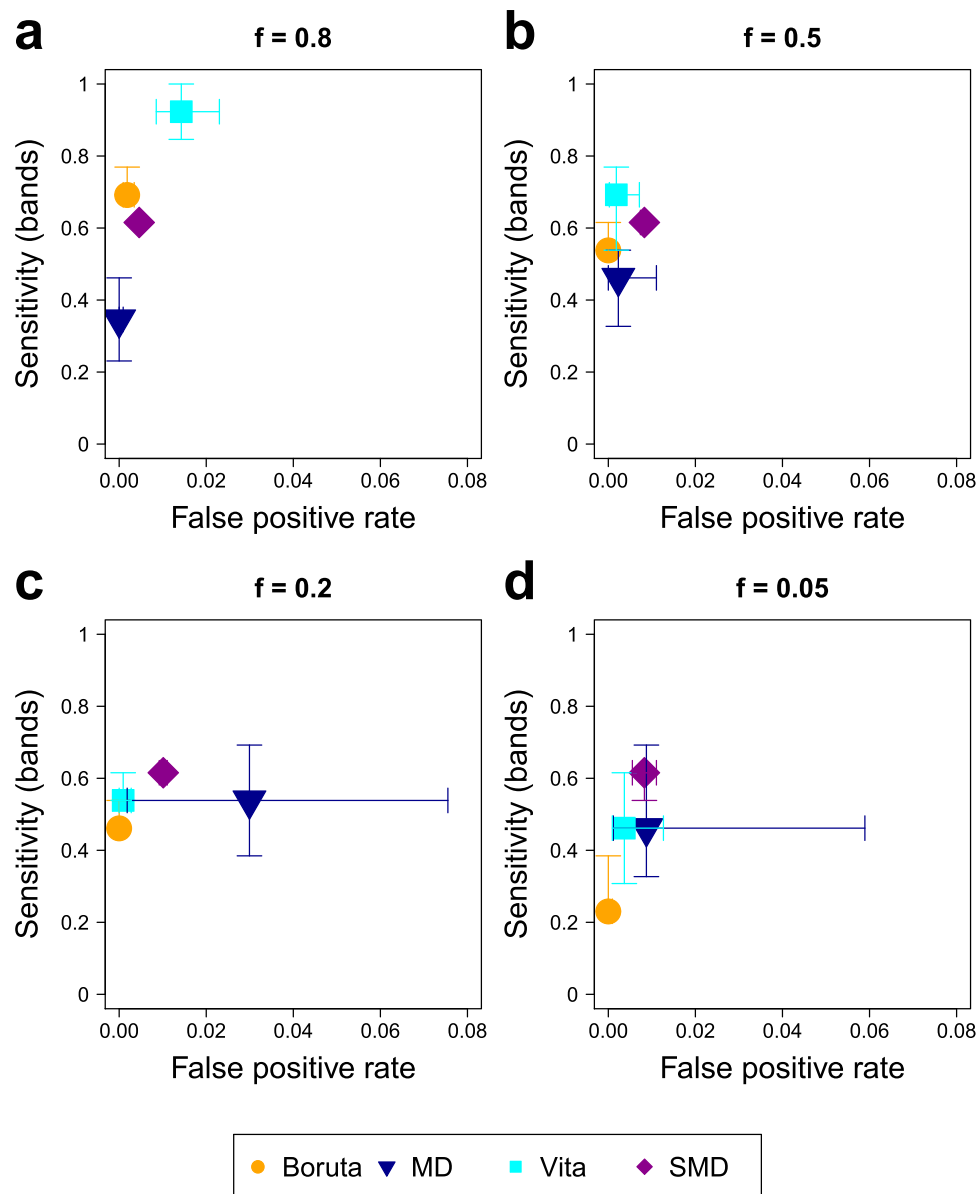 a
f = 0.8
1
0.8
0.6
0.4
0.2
0
Sensitivity (bands)
0.00 0.02 0.04 0.06 0.08
False positive rate
b
f = 0.5
1
0.8
0.6
0.4
0.2
0
Sensitivity (bands)
0.00 0.02 0.04 0.06 0.08
False positive rate
c
f = 0.2
1
0.8
0.6
0.4
0.2
0
Sensitivity (bands)
0.00 0.02 0.04 0.06 0.08
False positive rate
d
f = 0.05
1
0.8
0.6
0.4
0.2
0
Sensitivity (bands)
0.00 0.02 0.04 0.06 0.08
False positive rate
Boruta MD Vita SMD